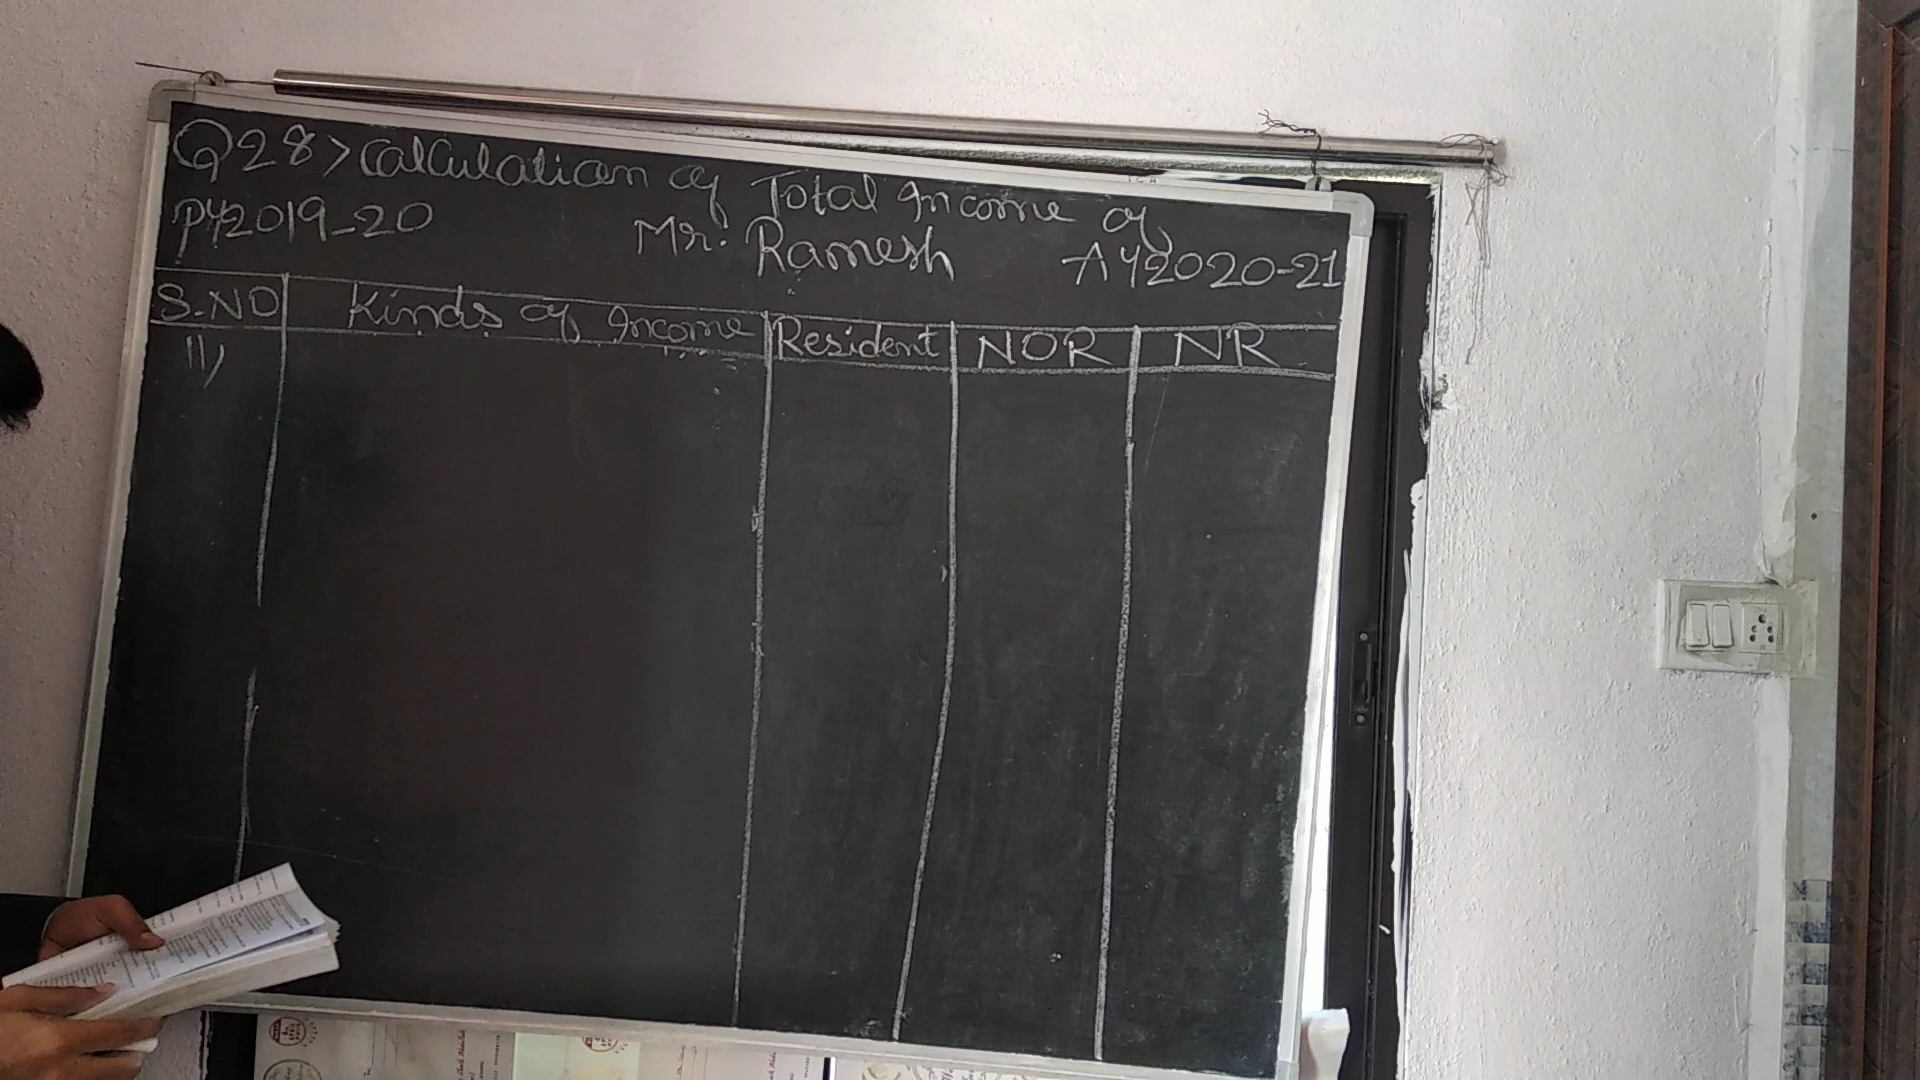 Q28> Calculation of Total Income of
PY2019-20 Mr. Ramesh AY2020-21
S.NO Kinds of Income Resident NOR NR
1)